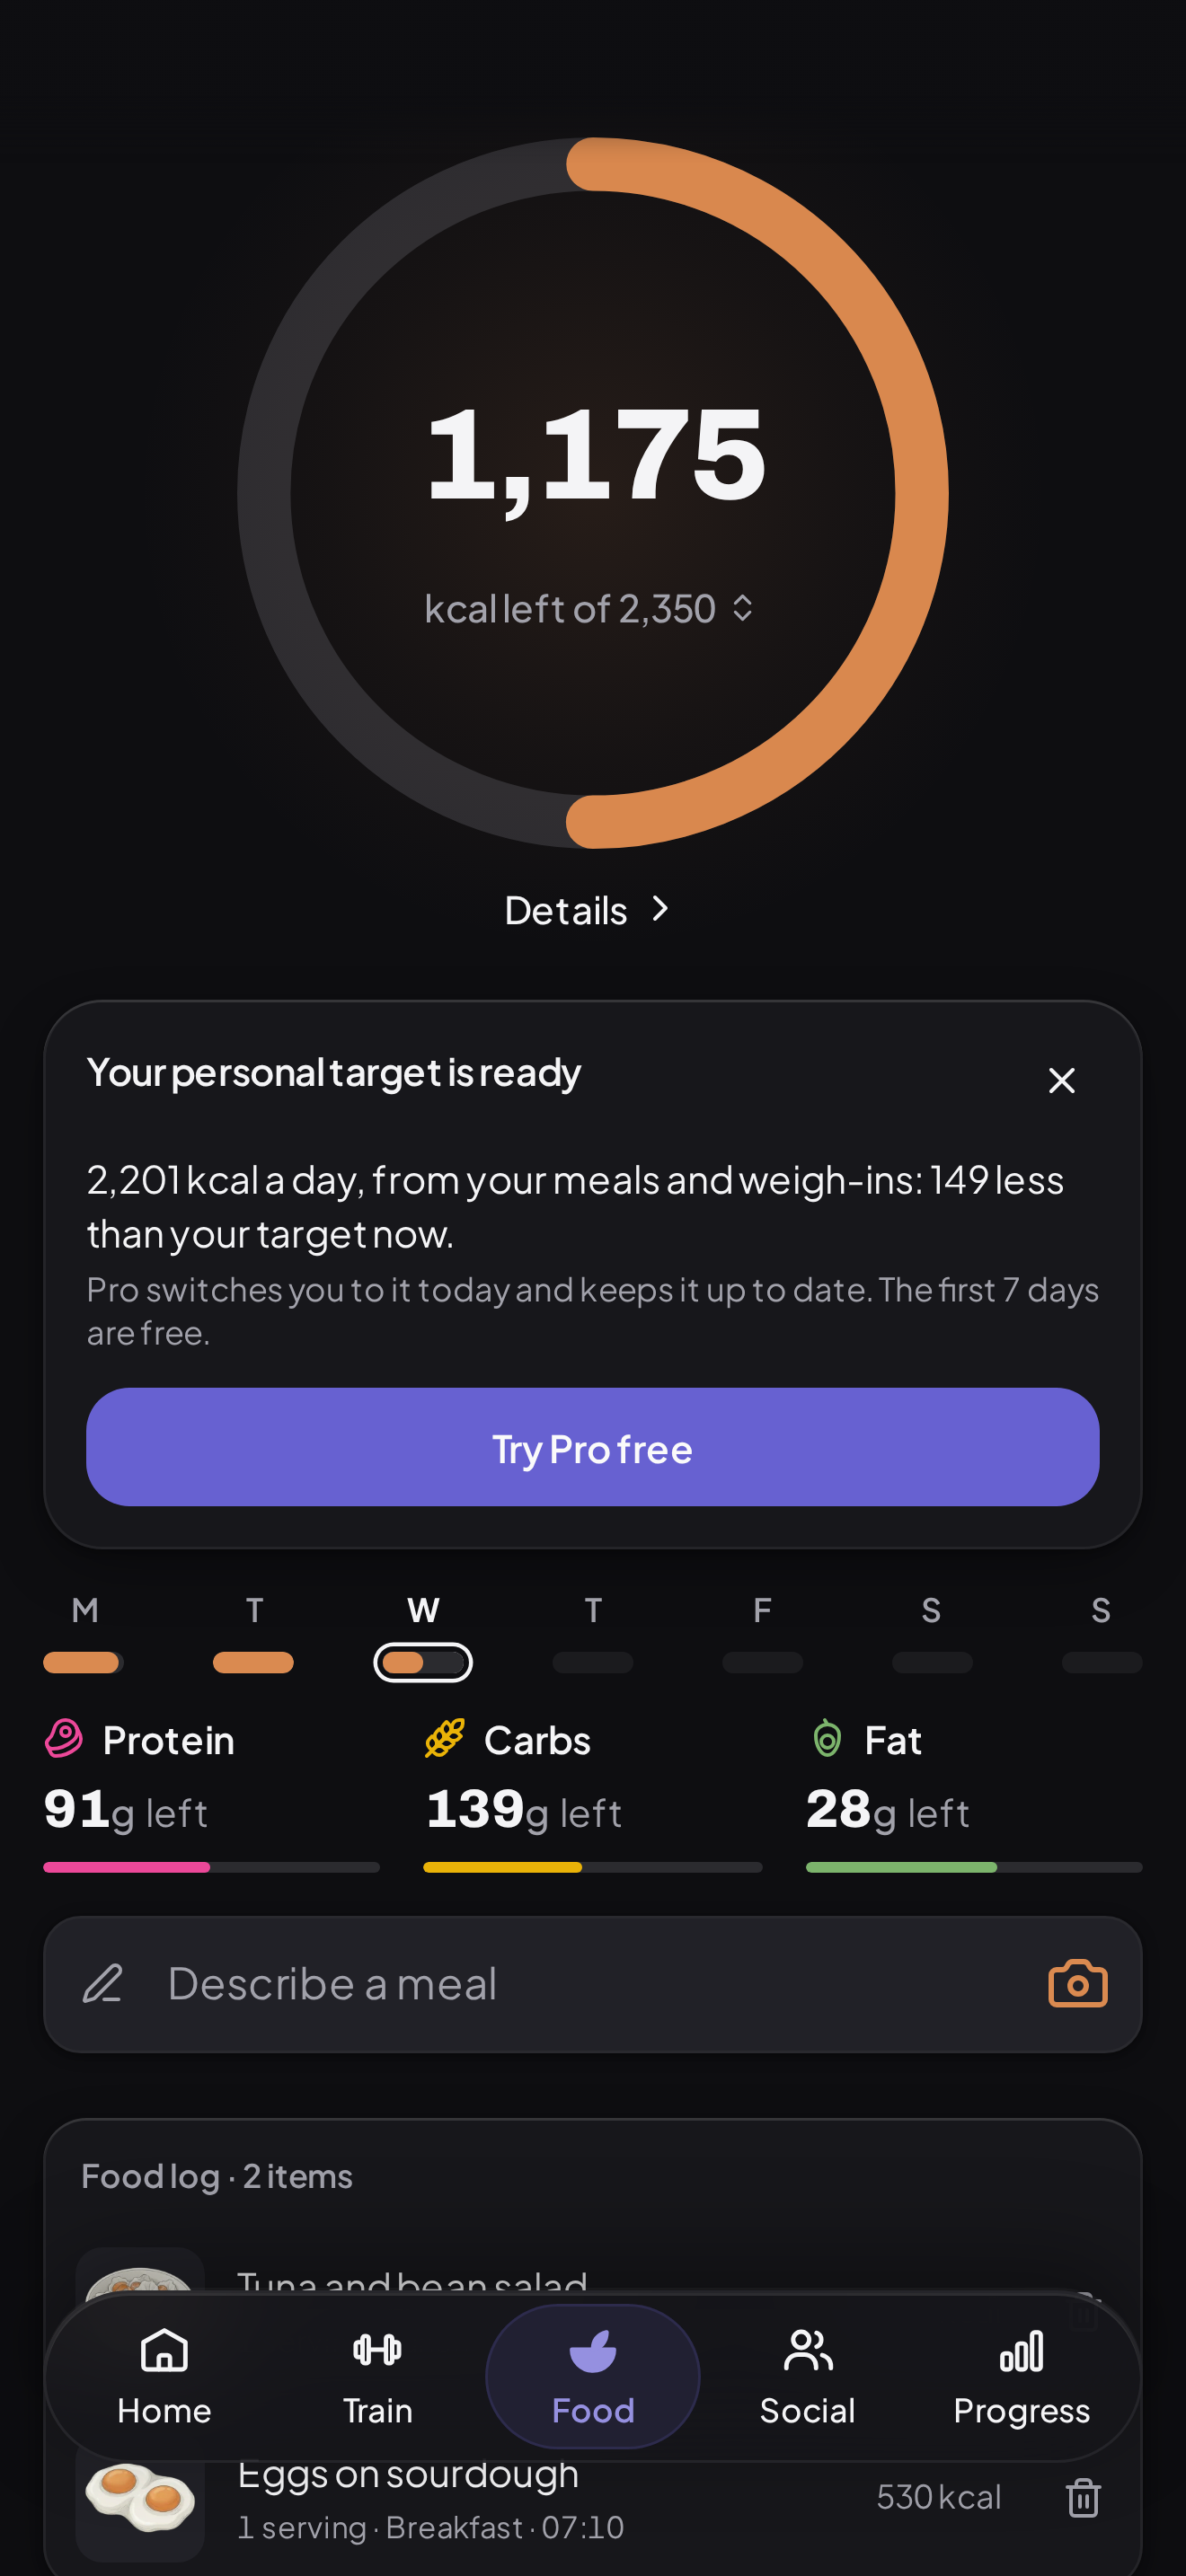 1,175
kcal left of 2,350
Details
Your personal target is ready
2,201 kcal a day, from your meals and weigh-ins: 149 less
than your target now.
Pro switches you to it today and keeps it up to date. The first 7 days
are free.
Try Pro free
M T W T F S S
Protein Carbs Fat
91g left 139g left 28g left
Describe a meal
Food log · 2 items
Tuna and bean salad
Home Train Food Social Progress
Eggs on sourdough
530 kcal
1 serving · Breakfast · 07:10